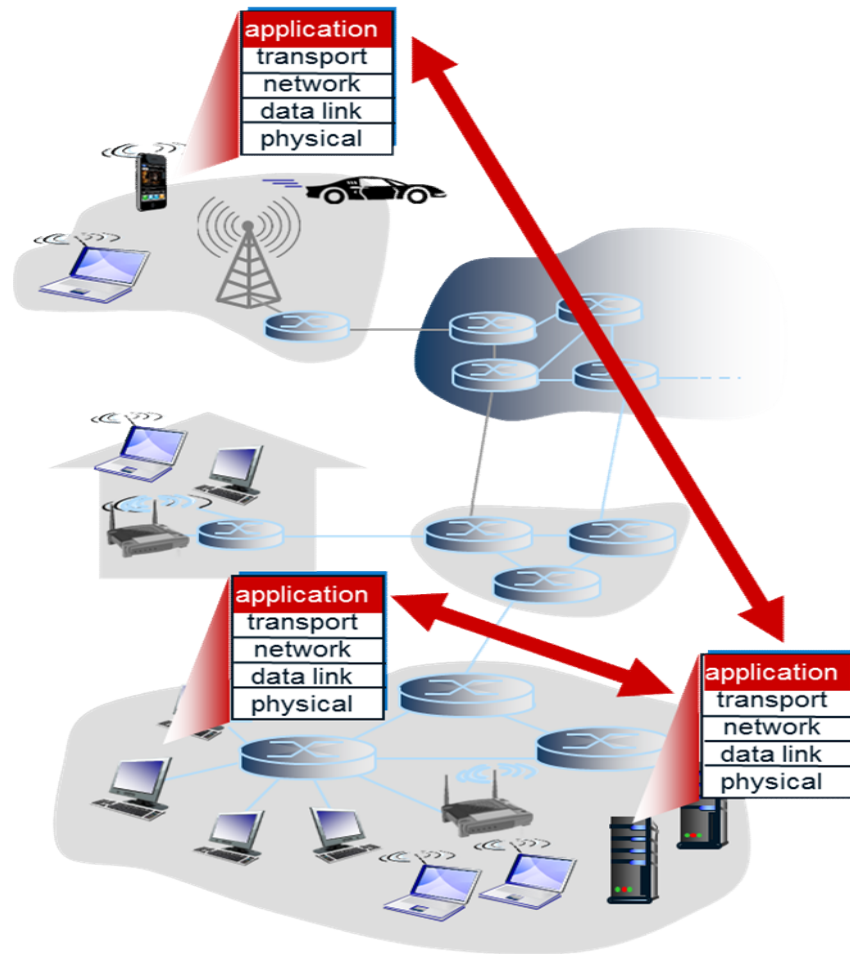 application
transport
network
data link
physical
application
transport
network
data link
physical
application
transport
network
data link
physical